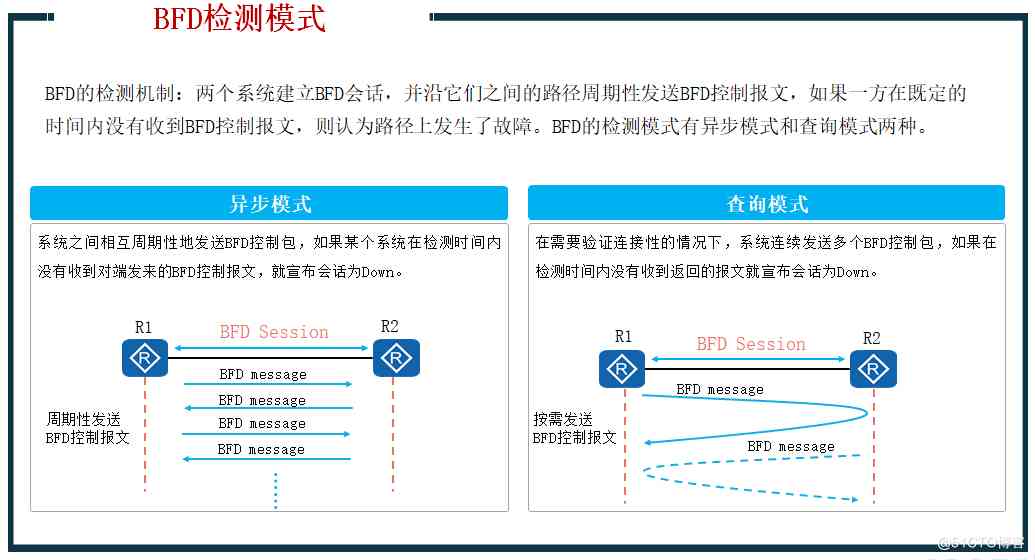 BFD检测模式
BFD的检测机制：两个系统建立BFD会话，并沿它们之间的路径周期性发送BFD控制报文，如果一方在既定的
时间内没有收到BFD控制报文，则认为路径上发生了故障。BFD的检测模式有异步模式和查询模式两种。
异步模式
系统之间相互周期性地发送BFD控制包，如果某个系统在检测时间内
没有收到对端发来的BFD控制报文，就宣布会话为Down。
R1
BFD Session
R2
R
R
BFD message
BFD message
BFD message
BFD message
周期性发送
BFD控制报文
查询模式
在需要验证连接性的情况下，系统连续发送多个BFD控制包，如果在
检测时间内没有收到返回的报文就宣布会话为Down。
R1
BFD Session
R2
R
R
BFD message
按需发送
BFD控制报文
BFD message
@51CTO博客